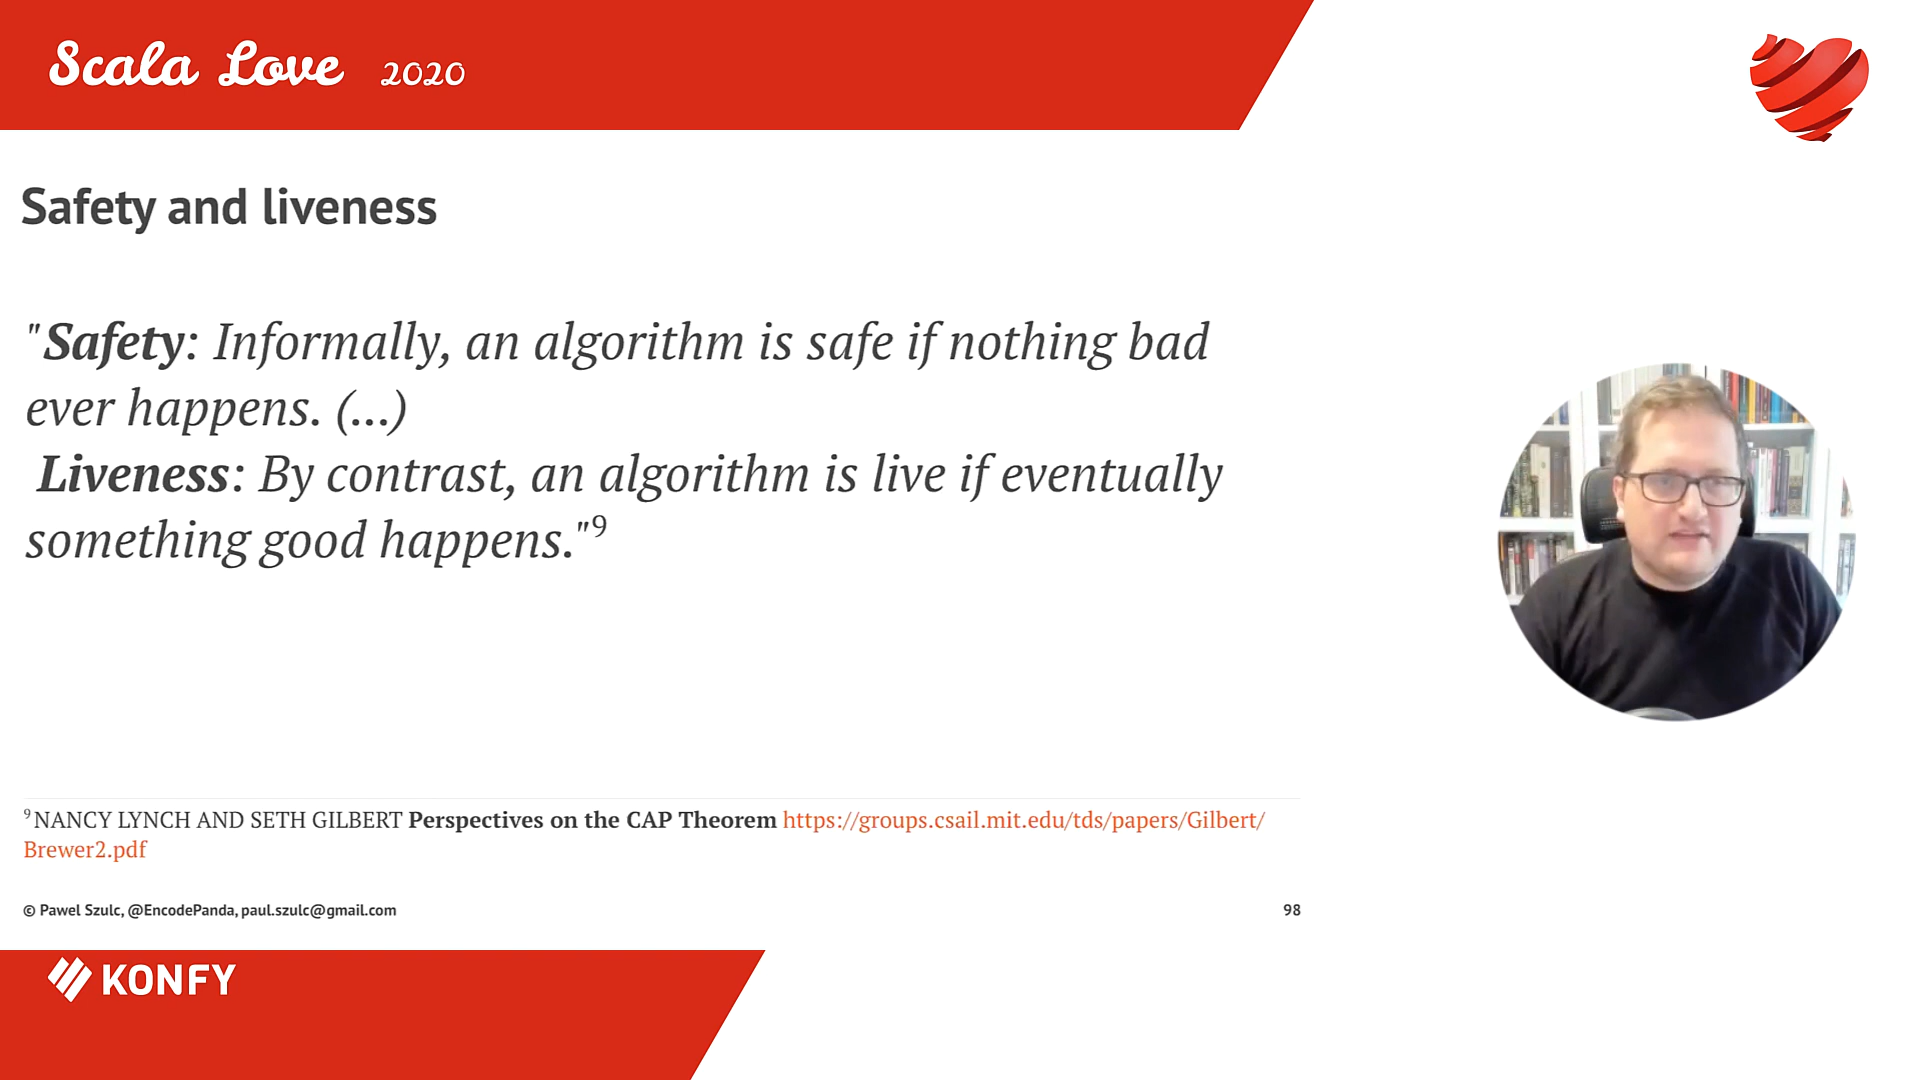 Scala Love 2020
Safety and liveness
"Safety: Informally, an algorithm is safe if nothing bad
ever happens. (...)
Liveness: By contrast, an algorithm is live if eventually
something good happens."9
9 NANCY LYNCH AND SETH GILBERT Perspectives on the CAP Theorem https://groups.csail.mit.edu/tds/papers/Gilbert/
Brewer2.pdf
© Pawel Szulc, @EncodePanda, paul.szulc@gmail.com
98
KONFY